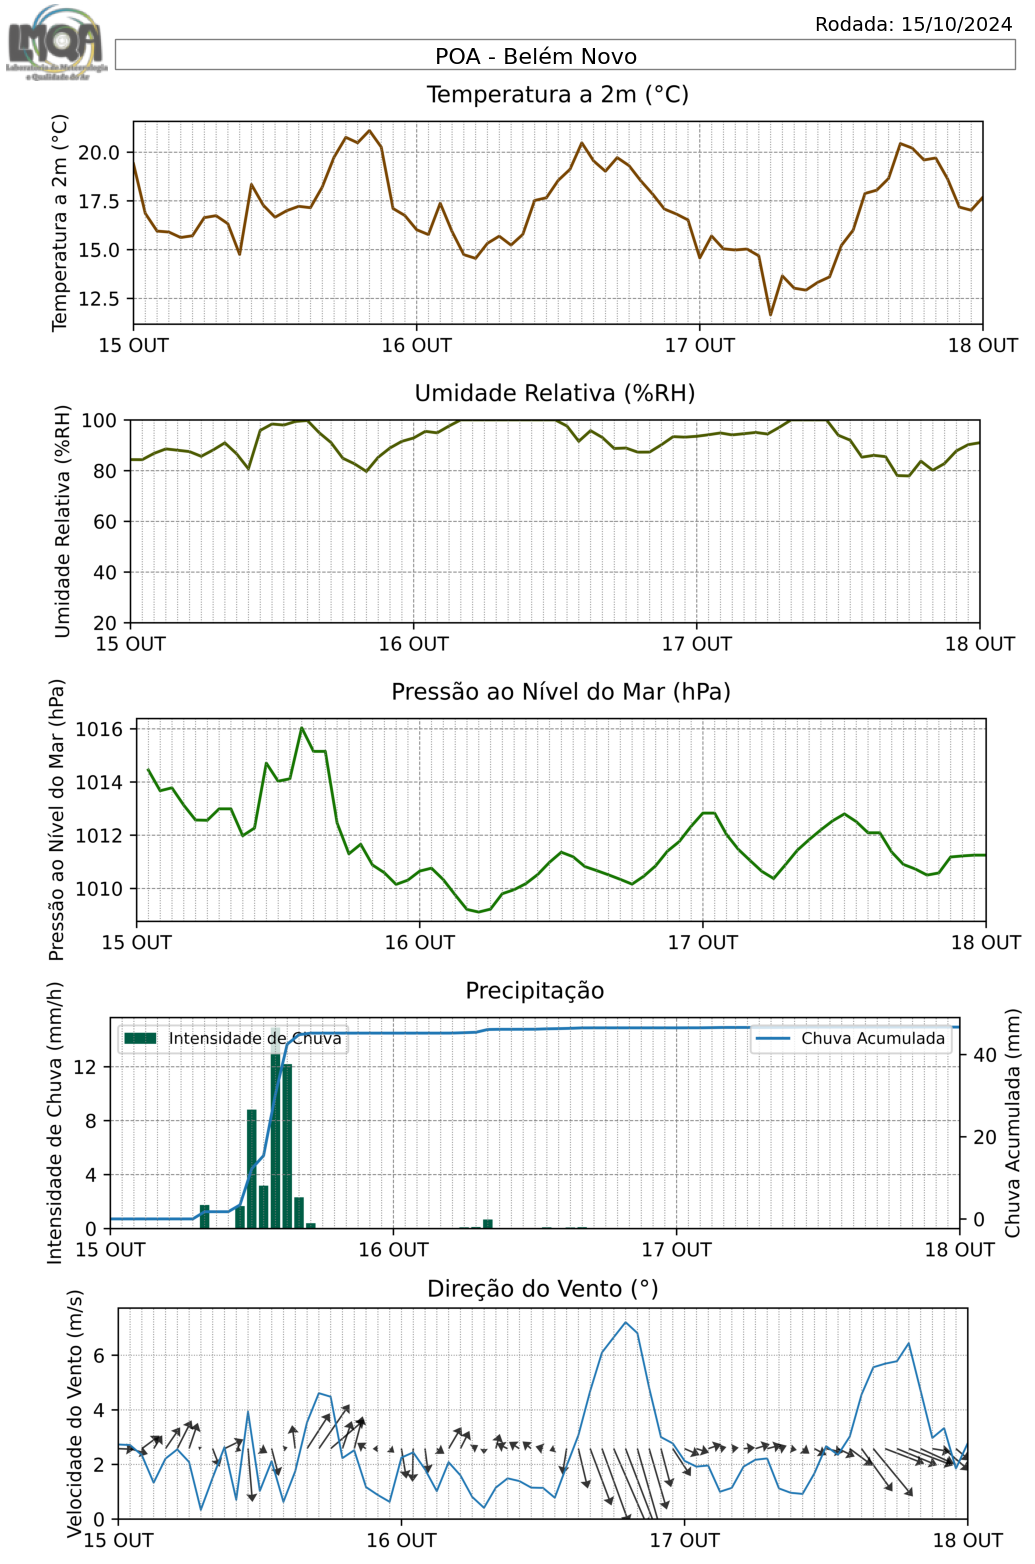 Rodada: 15/10/2024
LMQA
Laboratório de Meteorologia
e Qualidade do Ar
POA - Belém Novo
Temperatura a 2m (°C)
Temperatura a 2m (°C)
20.0
17.5
15.0
12.5
15 OUT
16 OUT
17 OUT
18 OUT
Umidade Relativa (%RH)
Umidade Relativa (%RH)
100
80
60
40
20
15 OUT
16 OUT
17 OUT
18 OUT
Pressão ao Nível do Mar (hPa)
Pressão ao Nível do Mar (hPa)
1016
1014
1012
1010
15 OUT
16 OUT
17 OUT
18 OUT
Precipitação
Intensidade de Chuva (mm/h)
Intensidade de Chuva
Chuva Acumulada
12
8
4
0
40
20
0
Chuva Acumulada (mm)
15 OUT
16 OUT
17 OUT
18 OUT
Direção do Vento (°)
Velocidade do Vento (m/s)
6
4
2
0
15 OUT
16 OUT
17 OUT
18 OUT